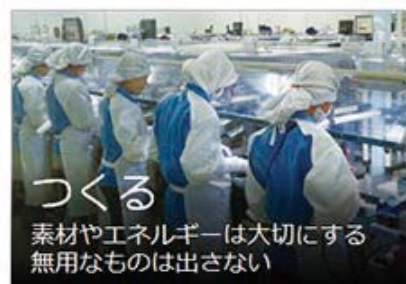 つくる
素材やエネルギーは大切にする
無用なものは出さない